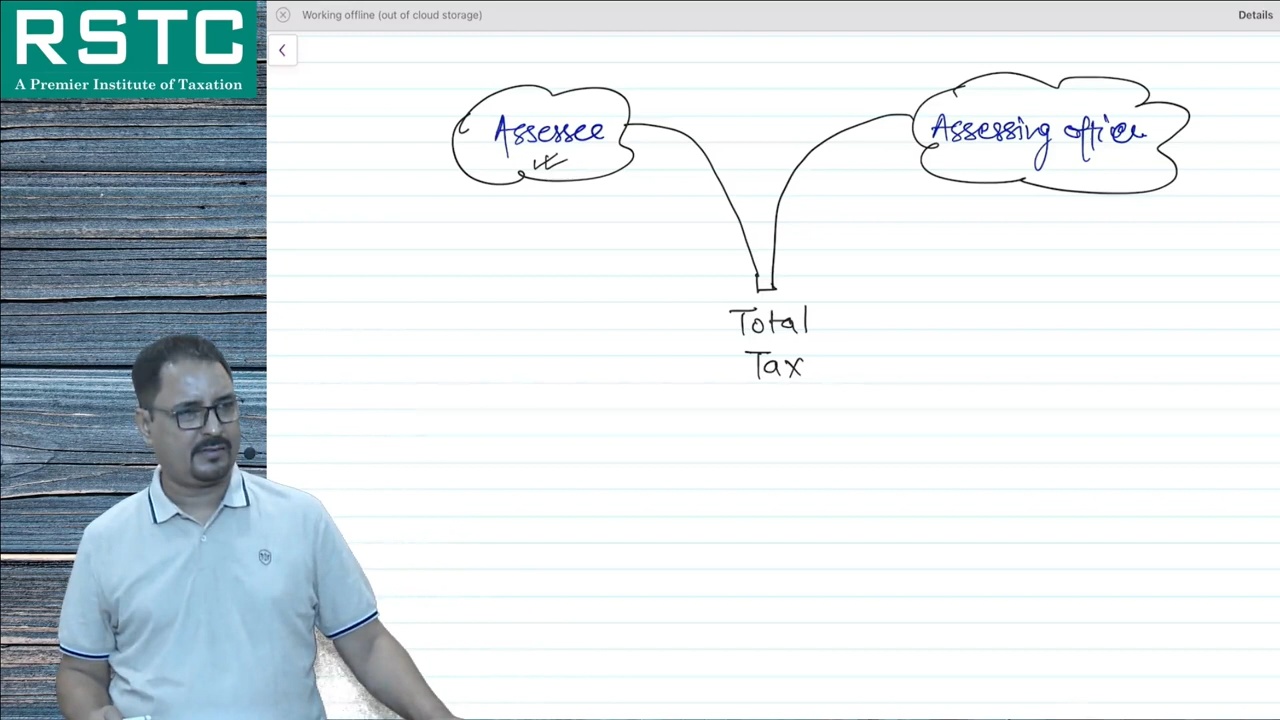 RSTC
A Premier Institute of Taxation
Working offline (out of cloud storage)
Details
Assessee
Assessing officer
Total
Tax